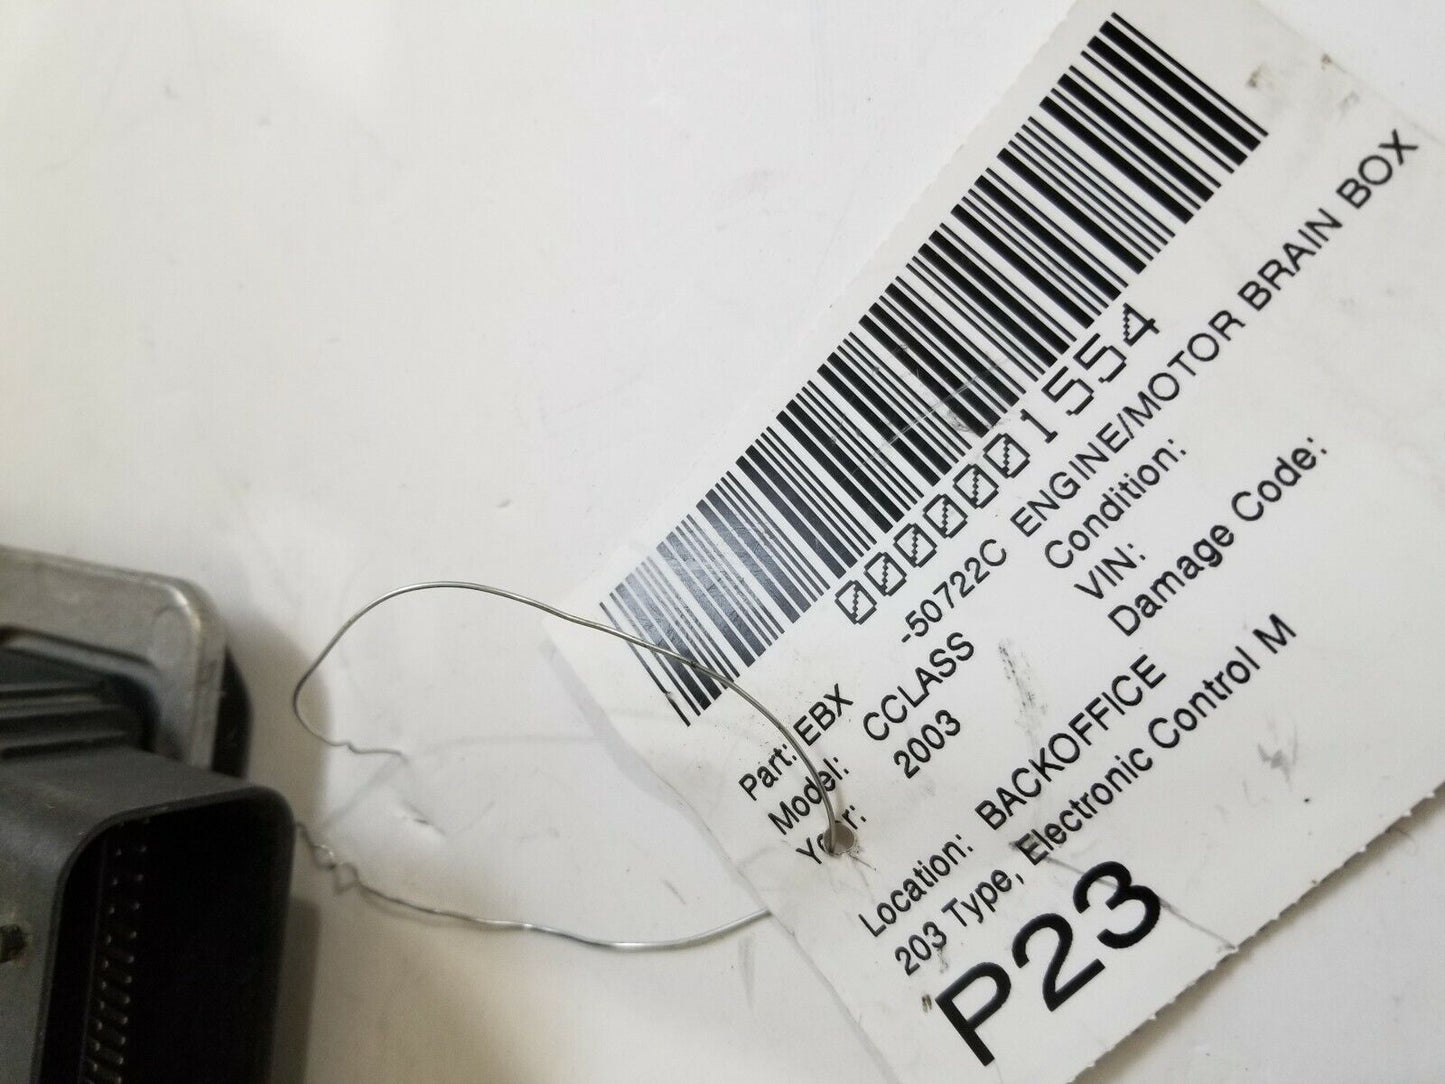 0000001554
Part: EBX -50722C ENGINE/MOTOR BRAIN BOX
Model: CCLASS Condition:
Year: 2003 VIN:
Damage Code:
Location: BACKOFFICE
203 Type, Electronic Control M
P23